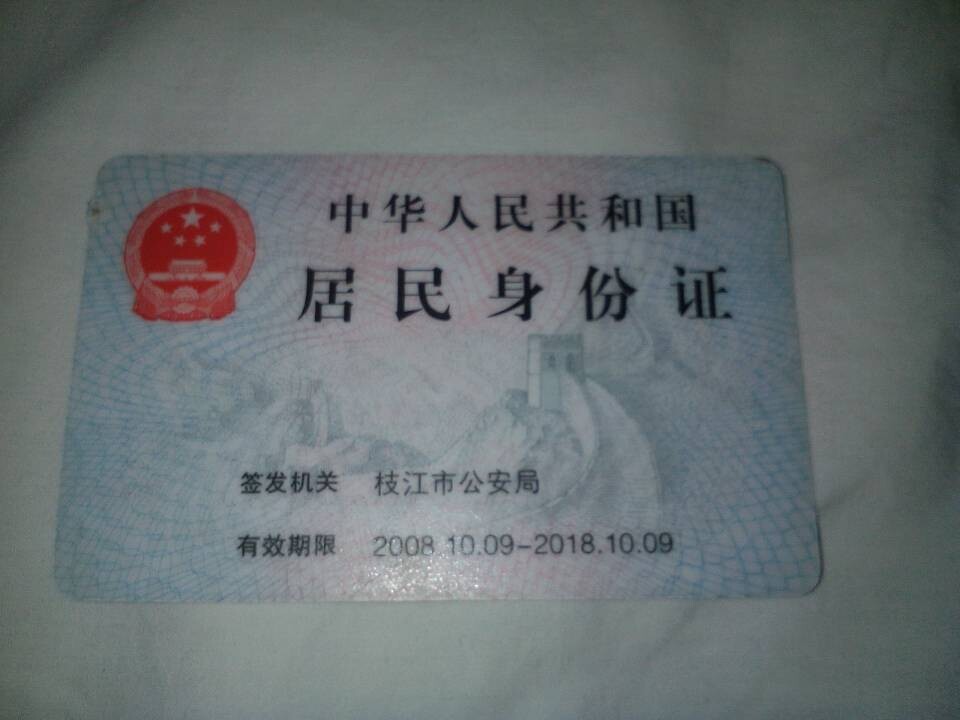 中华人民共和国
居民身份证
签发机关 枝江市公安局
有效期限 2008.10.09-2018.10.09